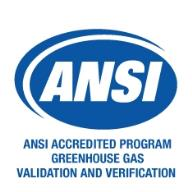 ANSI
ANSI ACCREDITED PROGRAM
GREENHOUSE GAS
VALIDATION AND VERIFICATION